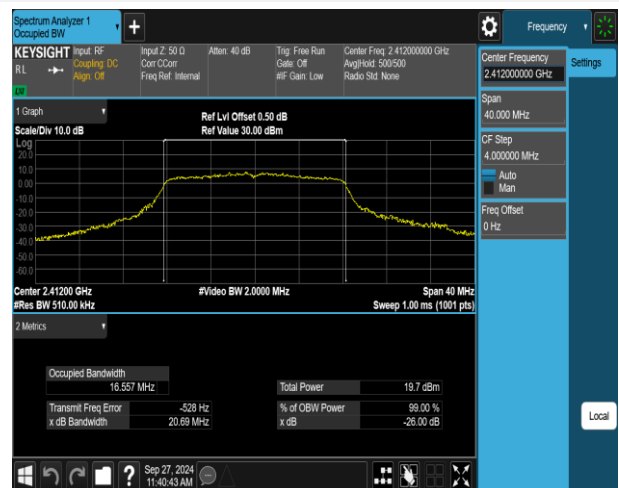 Spectrum Analyzer 1
Occupied BW
Frequency
KEYSIGHT
Input: RF
Input Z: 50 Ω
Atten: 40 dB
Trig: Free Run
Center Freq: 2.412000000 GHz
RL
Coupling: DC
Corr CCorr
Gate: Off
Avg|Hold: 500/500
Align: Off
Freq Ref: Internal
#IF Gain: Low
Radio Std: None
Center Frequency
2.412000000 GHz
Settings
Span
40.000 MHz
CF Step
4.000000 MHz
Auto
Man
Freq Offset
0 Hz
1 Graph
Ref Lvl Offset 0.50 dB
Scale/Div 10.0 dB
Ref Value 30.00 dBm
Log
20.0
10.0
0.00
-10.0
-20.0
-30.0
-40.0
-50.0
-60.0
Center 2.41200 GHz
#Video BW 2.0000 MHz
Span 40 MHz
#Res BW 510.00 kHz
Sweep 1.00 ms (1001 pts)
2 Metrics
Occupied Bandwidth
16.557 MHz
Total Power
19.7 dBm
Transmit Freq Error
-528 Hz
% of OBW Power
99.00 %
x dB Bandwidth
20.69 MHz
x dB
-26.00 dB
Local
?
Sep 27, 2024
11:40:43 AM